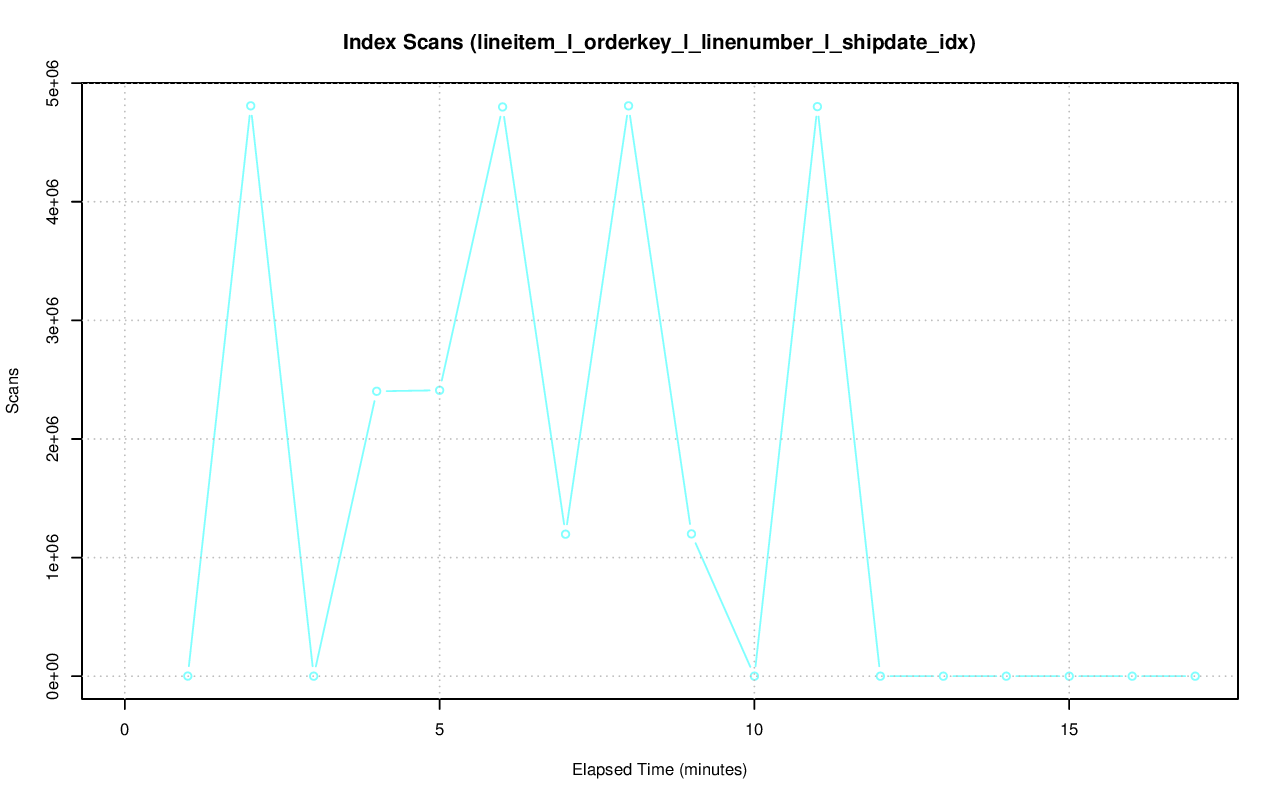 Index Scans (lineitem_l_orderkey_l_linenumber_l_shipdate_idx)
Scans
5e+06
4e+06
3e+06
2e+06
1e+06
0e+00
0 5 10 15
Elapsed Time (minutes)